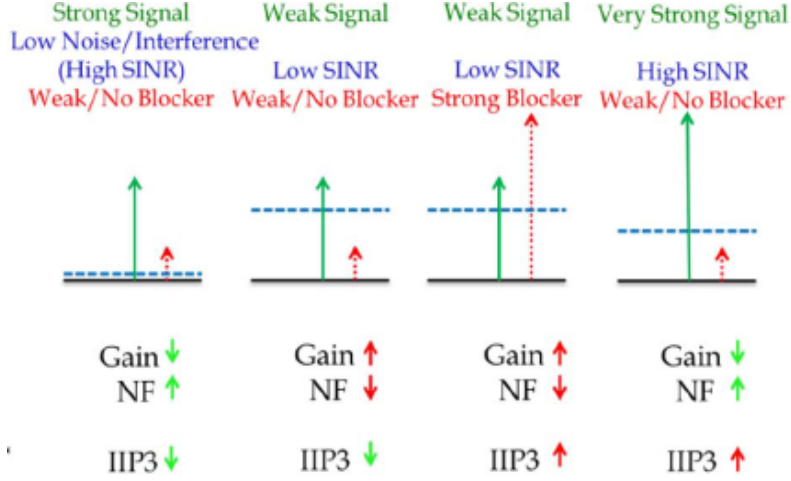 Strong Signal
Low Noise/Interference
(High SINR)
Weak/No Blocker
Weak Signal
Low SINR
Weak/No Blocker
Weak Signal
Low SINR
Strong Blocker
Very Strong Signal
High SINR
Weak/No Blocker
Gain ↓
NF ↑
IIP3 ↓
Gain ↑
NF ↓
IIP3 ↓
Gain ↑
NF ↓
IIP3 ↑
Gain ↓
NF ↑
IIP3 ↑